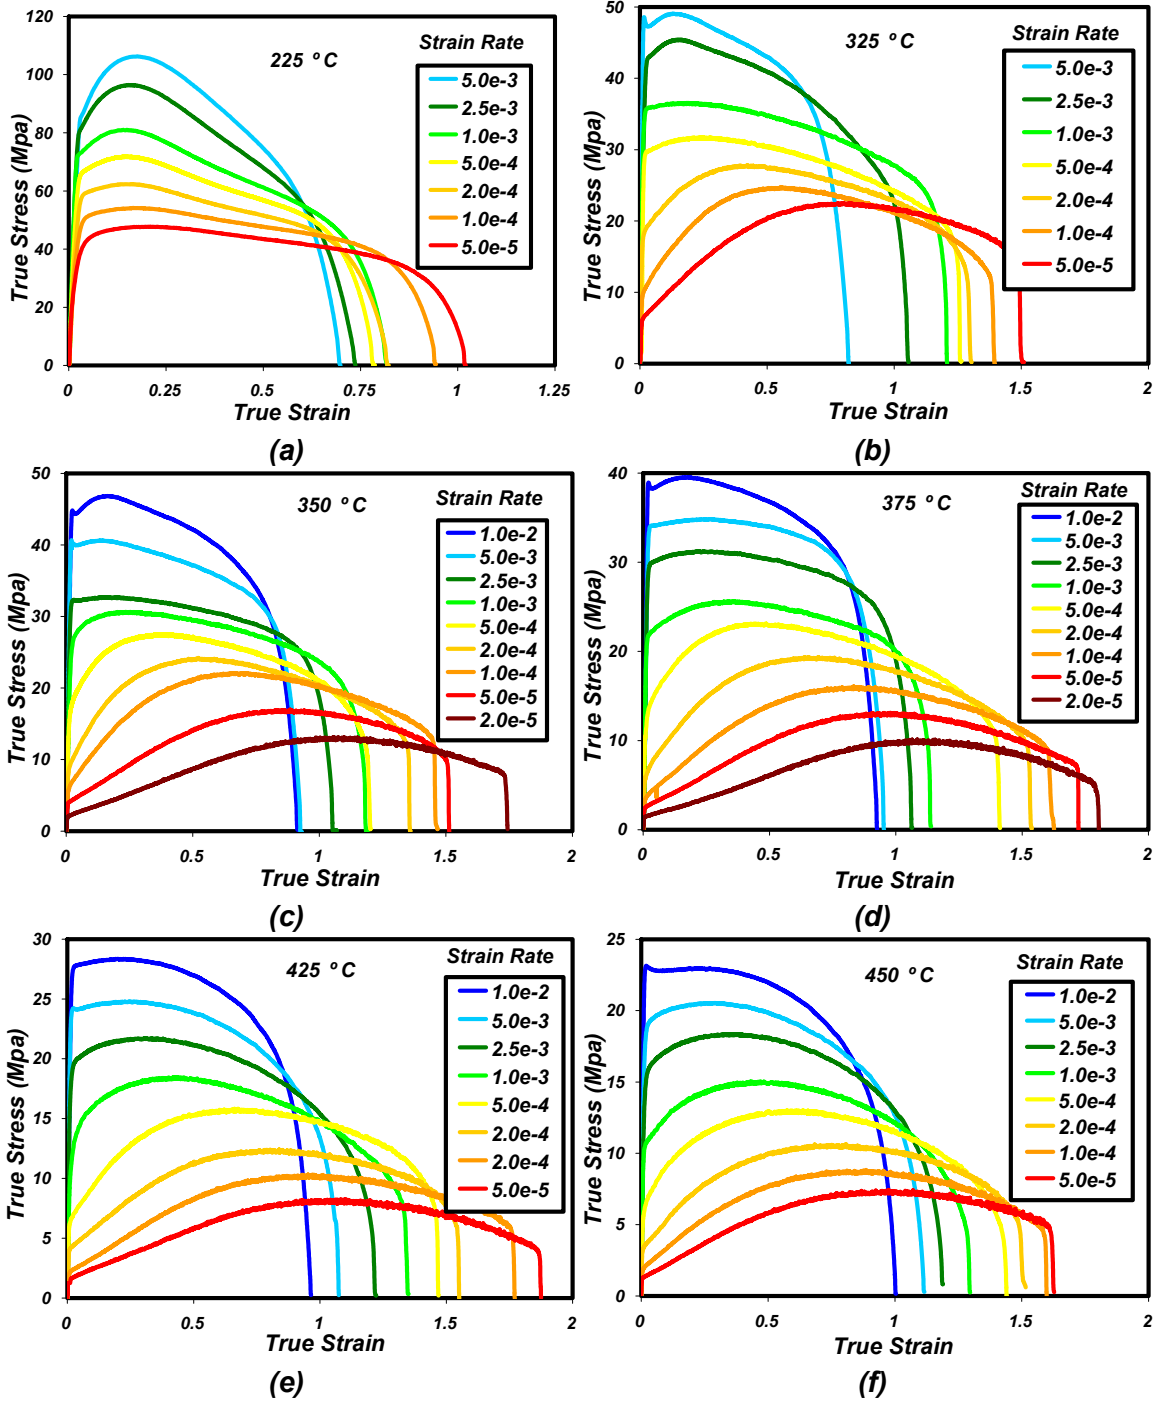 120
100
80
60
40
20
0
0
0.25
0.5
0.75
1
1.25
True Stress (Mpa)
True Strain
225 º C
Strain Rate
5.0e-3
2.5e-3
1.0e-3
5.0e-4
2.0e-4
1.0e-4
5.0e-5
(a)
50
40
30
20
10
0
0
0.5
1
1.5
2
True Stress (Mpa)
True Strain
325 º C
Strain Rate
5.0e-3
2.5e-3
1.0e-3
5.0e-4
2.0e-4
1.0e-4
5.0e-5
(b)
50
40
30
20
10
0
0
0.5
1
1.5
2
True Stress (Mpa)
True Strain
350 º C
Strain Rate
1.0e-2
5.0e-3
2.5e-3
1.0e-3
5.0e-4
2.0e-4
1.0e-4
5.0e-5
2.0e-5
(c)
40
30
20
10
0
0
0.5
1
1.5
2
True Stress (Mpa)
True Strain
375 º C
Strain Rate
1.0e-2
5.0e-3
2.5e-3
1.0e-3
5.0e-4
2.0e-4
1.0e-4
5.0e-5
2.0e-5
(d)
30
25
20
15
10
5
0
0
0.5
1
1.5
2
True Stress (Mpa)
True Strain
425 º C
Strain Rate
1.0e-2
5.0e-3
2.5e-3
1.0e-3
5.0e-4
2.0e-4
2.0e-4
5.0e-5
(e)
25
20
15
10
5
0
0
0.5
1
1.5
2
True Stress (Mpa)
True Strain
450 º C
Strain Rate
1.0e-2
5.0e-3
2.5e-3
1.0e-3
5.0e-4
2.0e-4
1.0e-4
5.0e-5
(f)